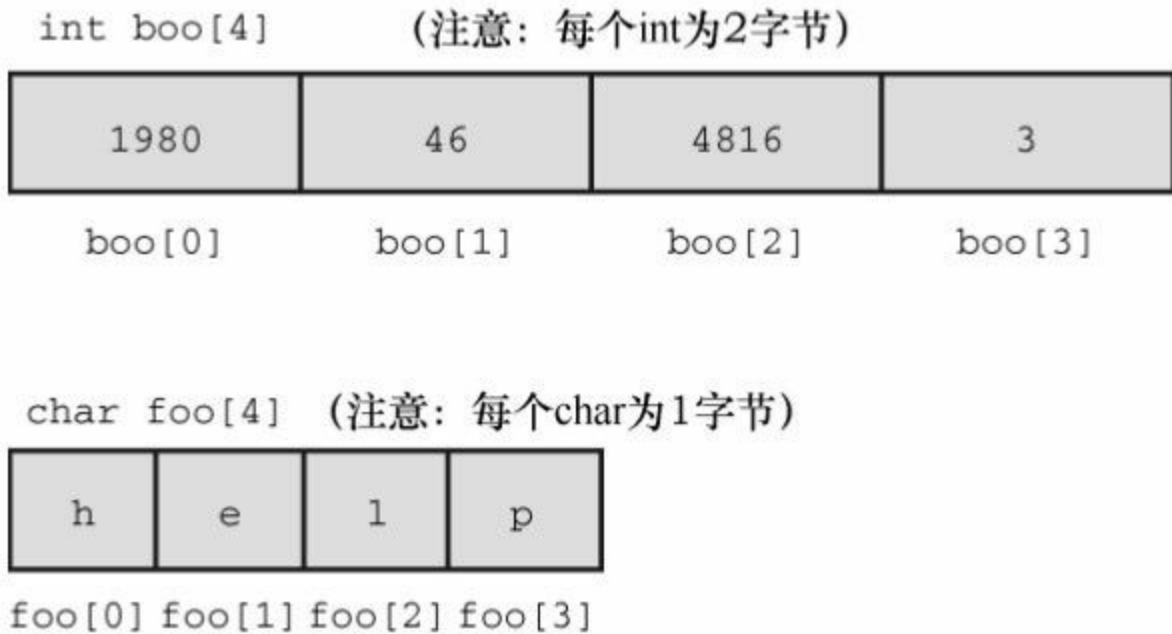 int boo[4] (注意：每个int为2字节)
1980 46 4816 3
boo[0] boo[1] boo[2] boo[3]
char foo[4] (注意：每个char为1字节)
h e l p
foo[0] foo[1] foo[2] foo[3]